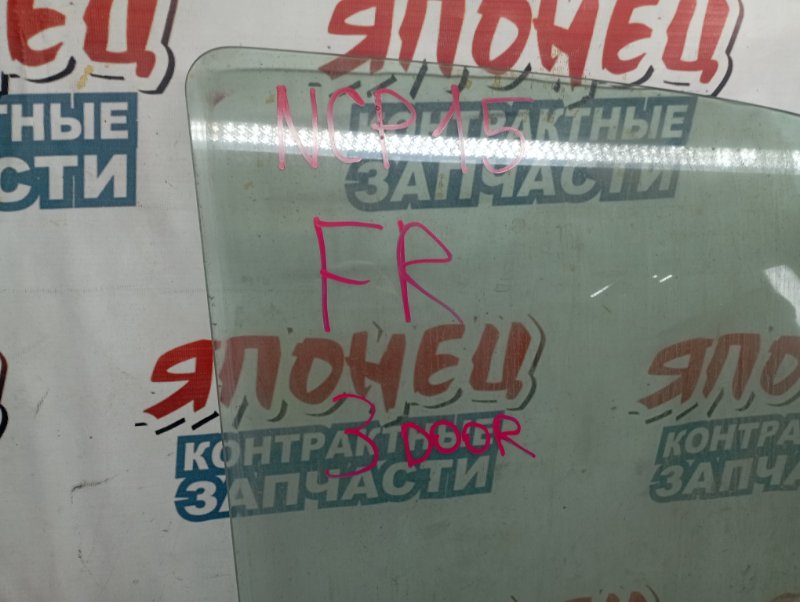 ЯПОНЕЦ
КОНТРАКТНЫЕ
ЗАПЧАСТИ
NCP15
FR
ЯПОНЕЦ
КОНТРАКТНЫЕ
ЗАПЧАСТИ
3 DOOR